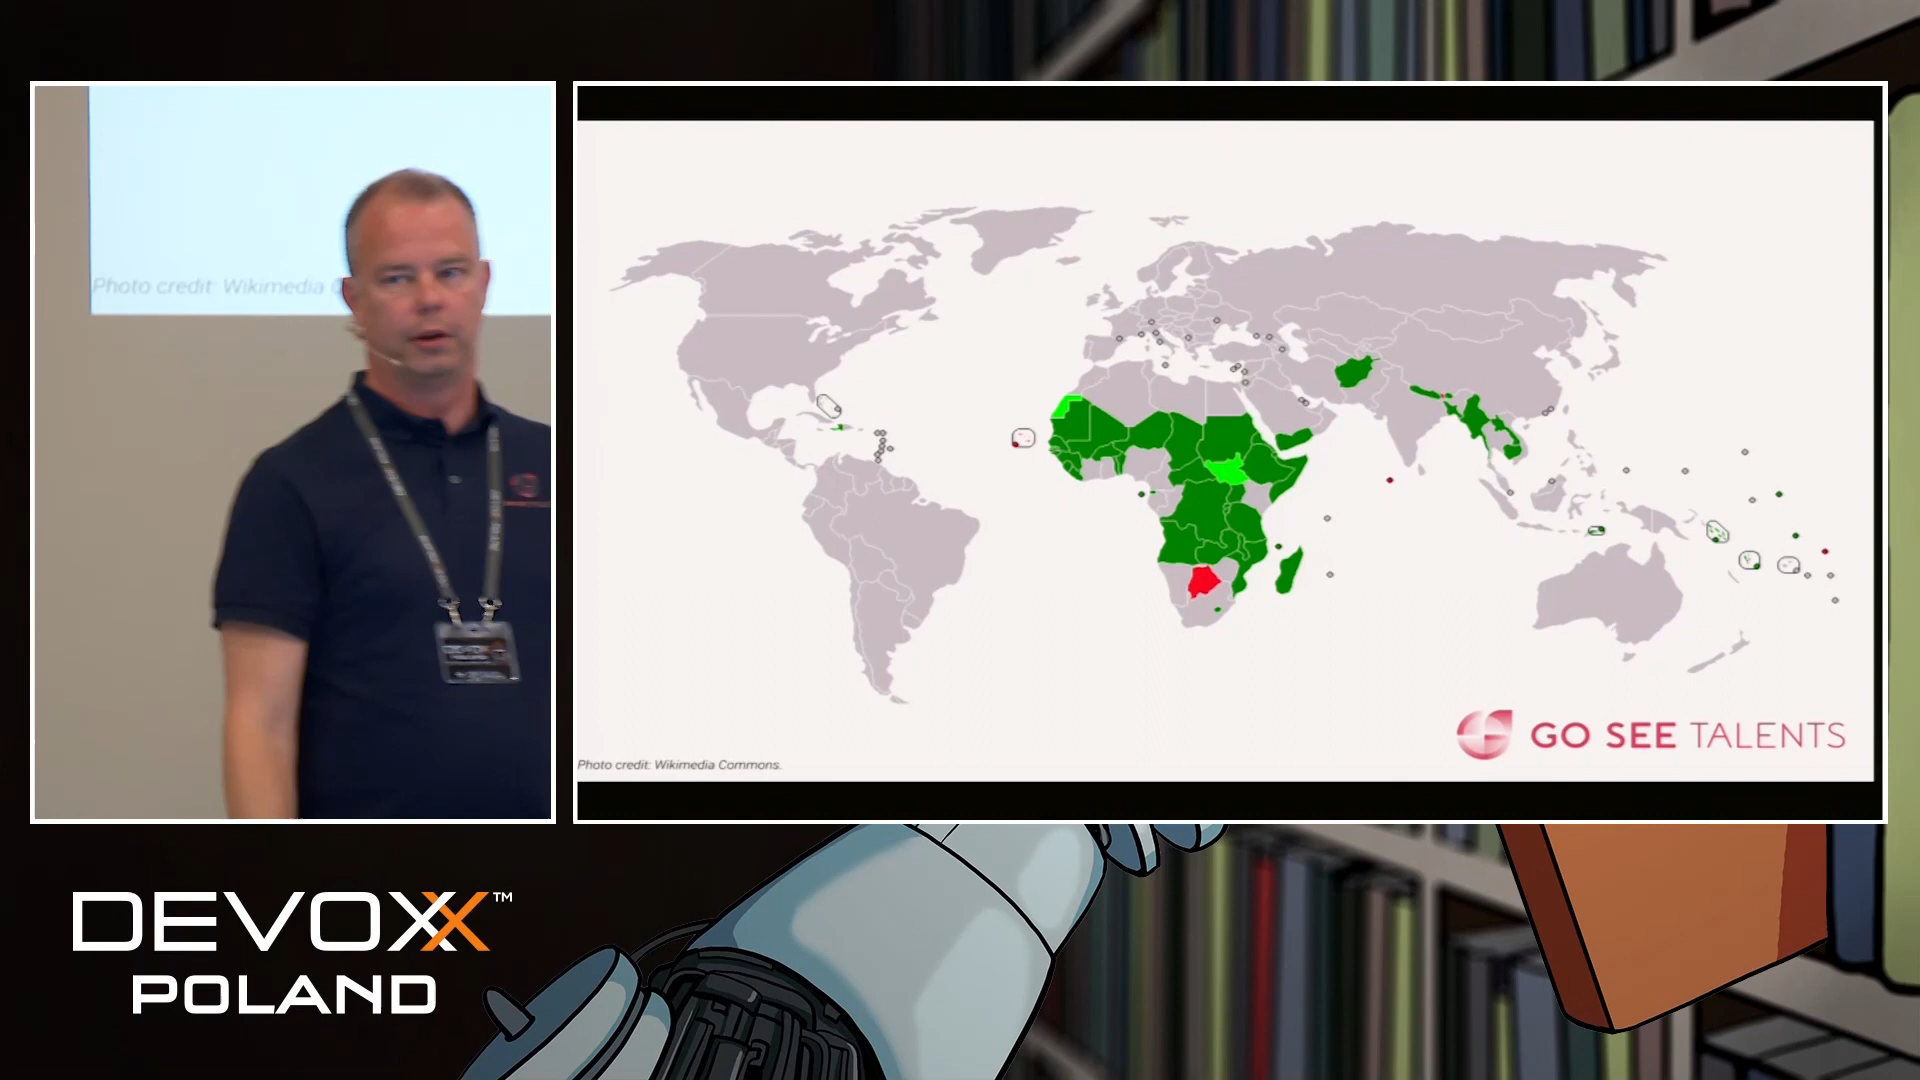 Photo credit: Wikimedia
GO SEE TALENTS
Photo credit: Wikimedia Commons.
DEVOXX™
POLAND